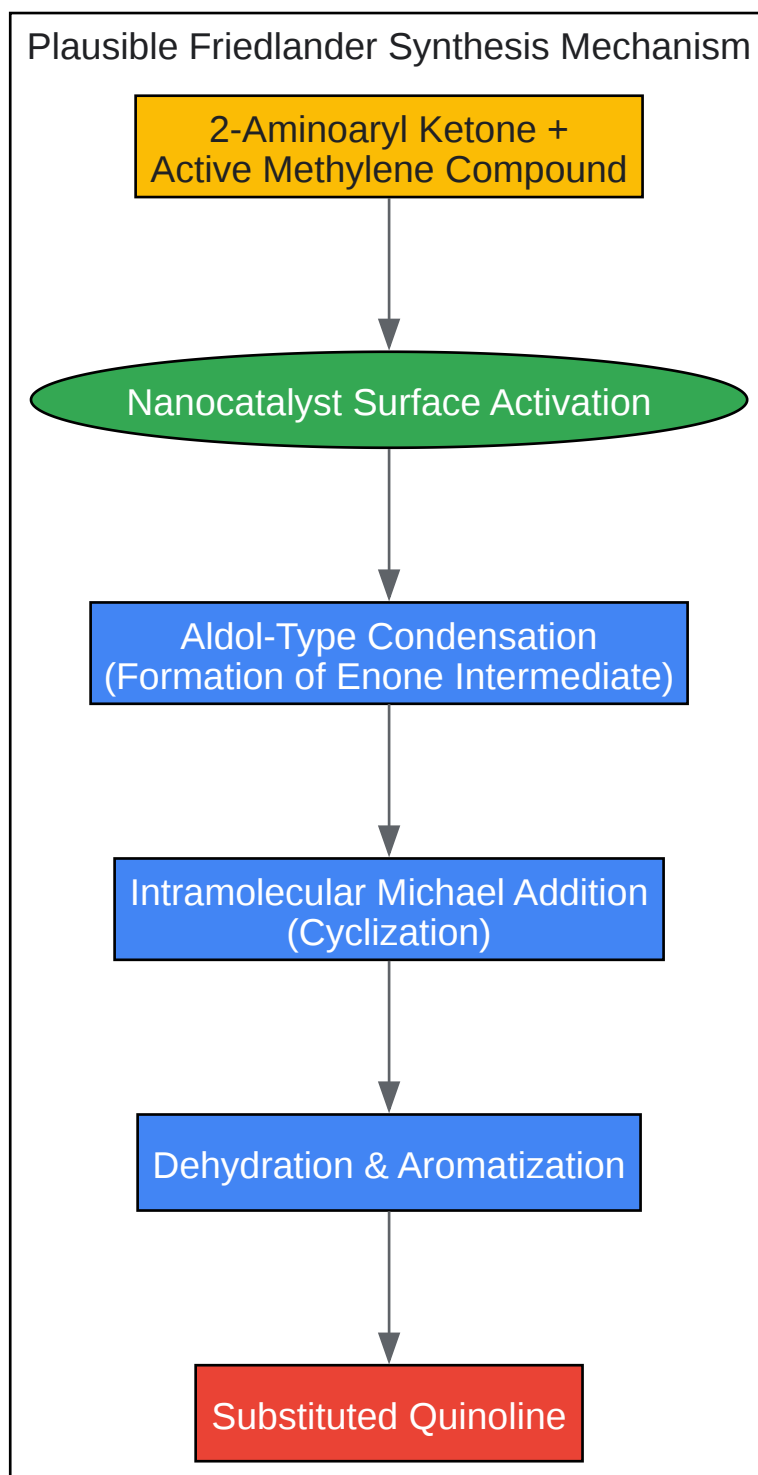 Plausible Friedlander Synthesis Mechanism
2-Aminoaryl Ketone +
Active Methylene Compound
Nanocatalyst Surface Activation
Aldol-Type Condensation
(Formation of Enone Intermediate)
Intramolecular Michael Addition
(Cyclization)
Dehydration & Aromatization
Substituted Quinoline